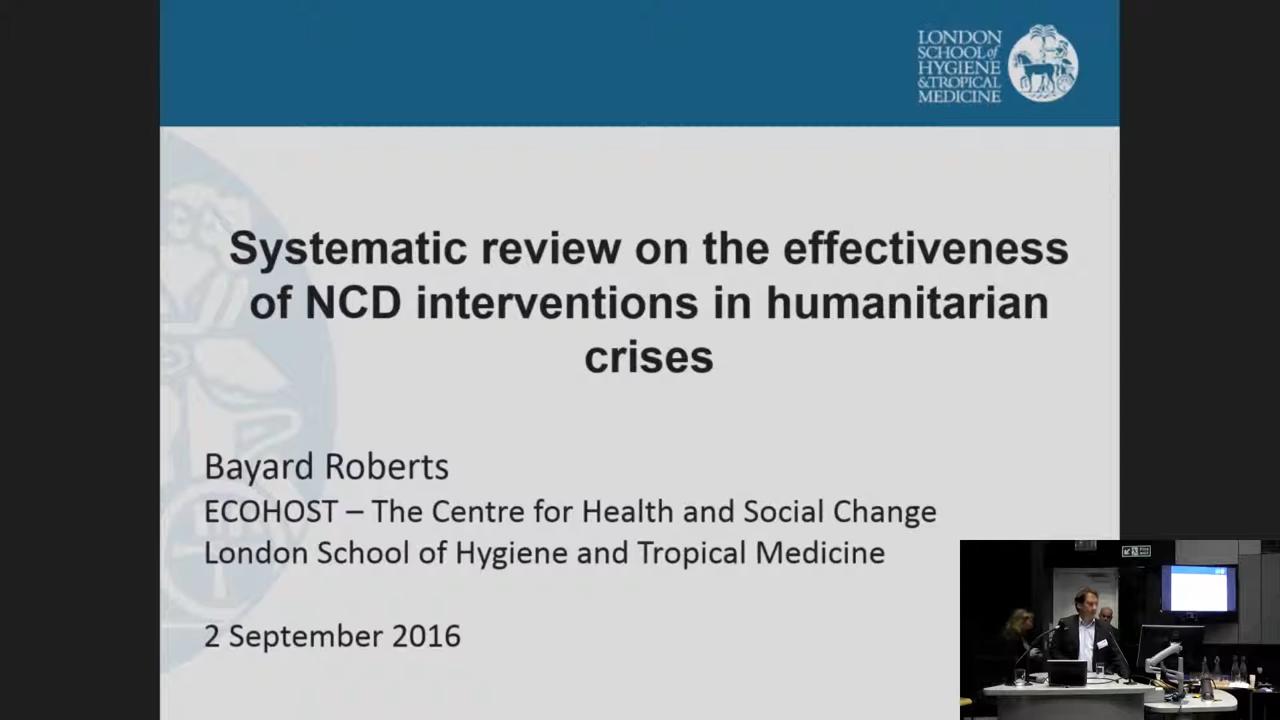 LONDON
SCHOOL of
HYGIENE
& TROPICAL
MEDICINE
Systematic review on the effectiveness
of NCD interventions in humanitarian
crises
Bayard Roberts
ECOHOST – The Centre for Health and Social Change
London School of Hygiene and Tropical Medicine
2 September 2016